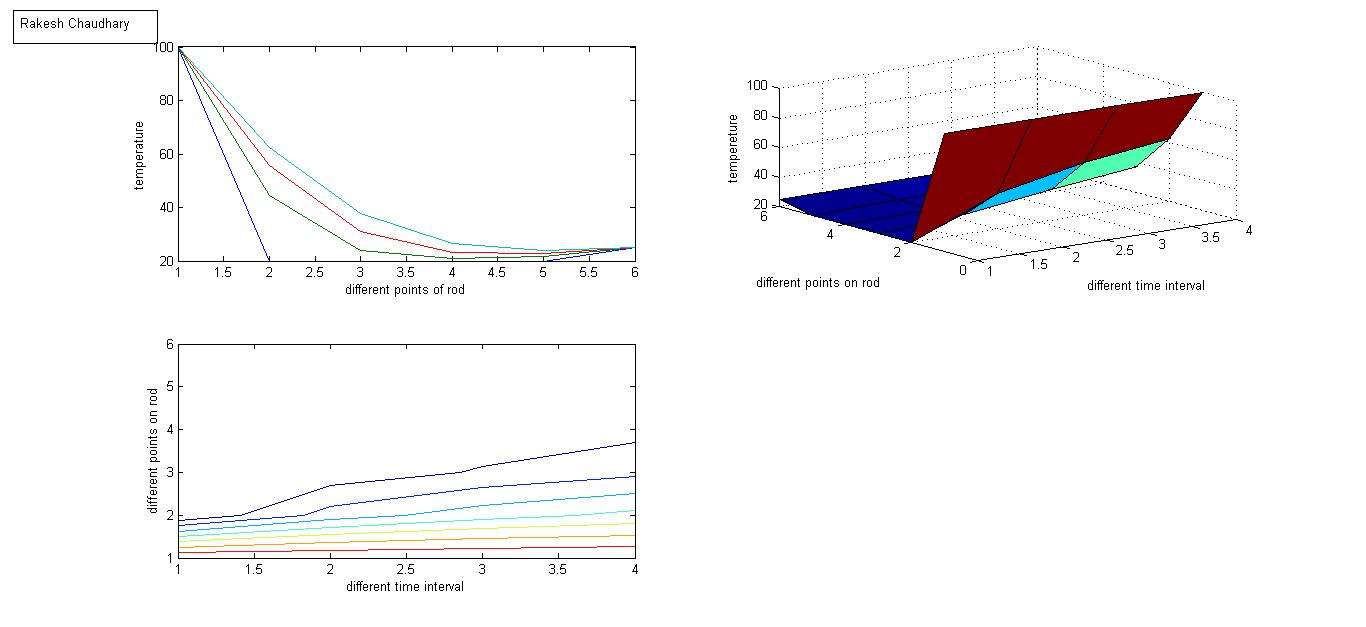 Rakesh Chaudhary
100
80
60
40
20
temperature
1 1.5 2 2.5 3 3.5 4 4.5 5 5.5 6
different points of rod
100
80
60
40
20
tempereture
6 4 2 0
different points on rod
1 1.5 2 2.5 3 3.5 4
different time interval
6
5
4
3
2
1
different points on rod
1 1.5 2 2.5 3 3.5 4
different time interval